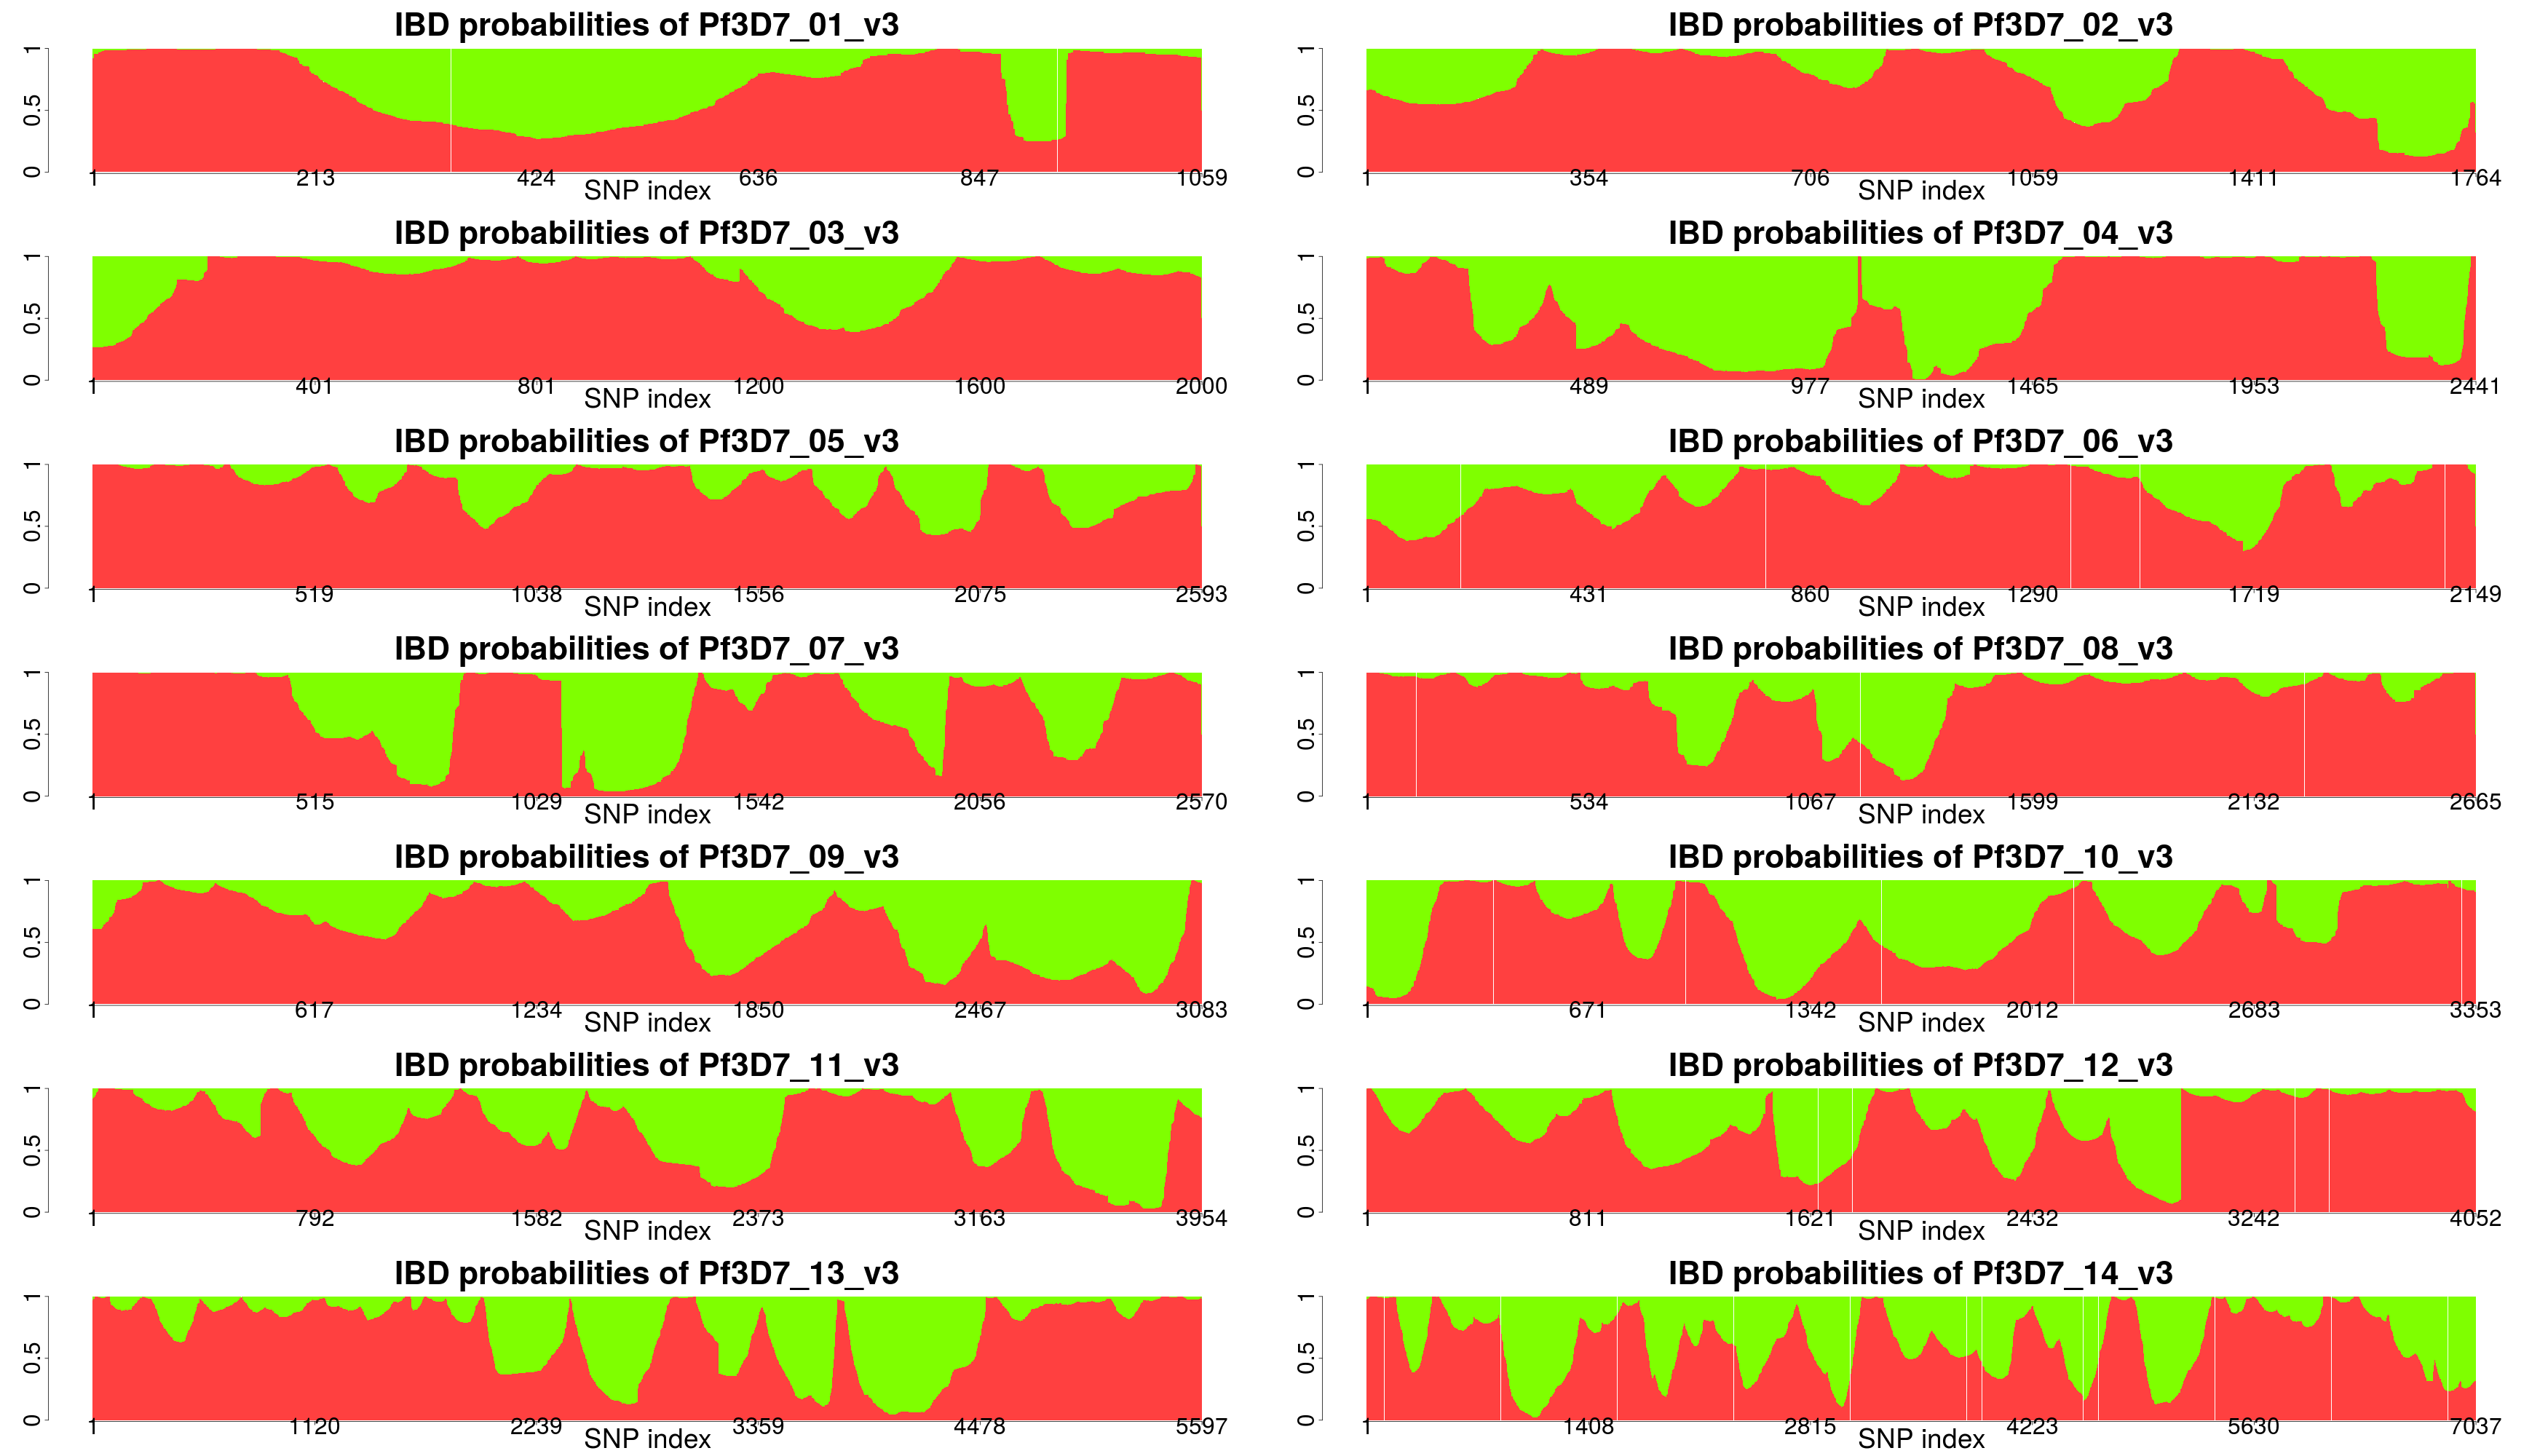 IBD probabilities of Pf3D7_01_v3
0 0.5 1
1 213 424 636 847 1059
SNP index
IBD probabilities of Pf3D7_02_v3
0 0.5 1
1 354 706 1059 1411 1764
SNP index
IBD probabilities of Pf3D7_03_v3
0 0.5 1
1 401 801 1200 1600 2000
SNP index
IBD probabilities of Pf3D7_04_v3
0 0.5 1
1 489 977 1465 1953 2441
SNP index
IBD probabilities of Pf3D7_05_v3
0 0.5 1
1 519 1038 1556 2075 2593
SNP index
IBD probabilities of Pf3D7_06_v3
0 0.5 1
1 431 860 1290 1719 2149
SNP index
IBD probabilities of Pf3D7_07_v3
0 0.5 1
1 515 1029 1542 2056 2570
SNP index
IBD probabilities of Pf3D7_08_v3
0 0.5 1
1 534 1067 1599 2132 2665
SNP index
IBD probabilities of Pf3D7_09_v3
0 0.5 1
1 617 1234 1850 2467 3083
SNP index
IBD probabilities of Pf3D7_10_v3
0 0.5 1
1 671 1342 2012 2683 3353
SNP index
IBD probabilities of Pf3D7_11_v3
0 0.5 1
1 792 1582 2373 3163 3954
SNP index
IBD probabilities of Pf3D7_12_v3
0 0.5 1
1 811 1621 2432 3242 4052
SNP index
IBD probabilities of Pf3D7_13_v3
0 0.5 1
1 1120 2239 3359 4478 5597
SNP index
IBD probabilities of Pf3D7_14_v3
0 0.5 1
1 1408 2815 4223 5630 7037
SNP index